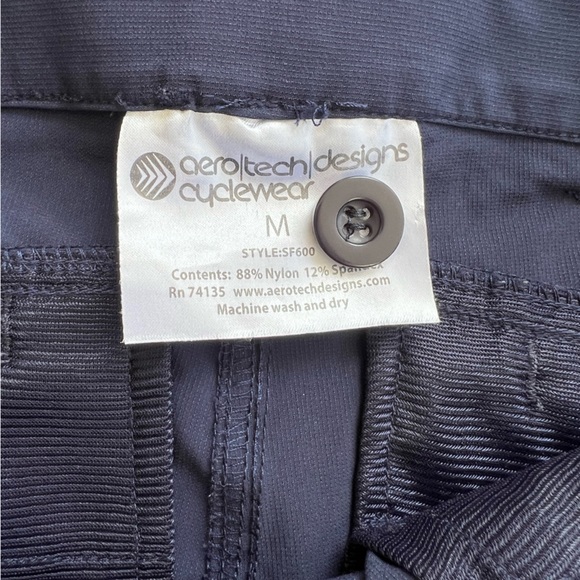 aero|tech|designs
cyclewear
M
STYLE:SF600
Contents: 88% Nylon 12% Spandex
Rn 74135 www.aerotechdesigns.com
Machine wash and dry